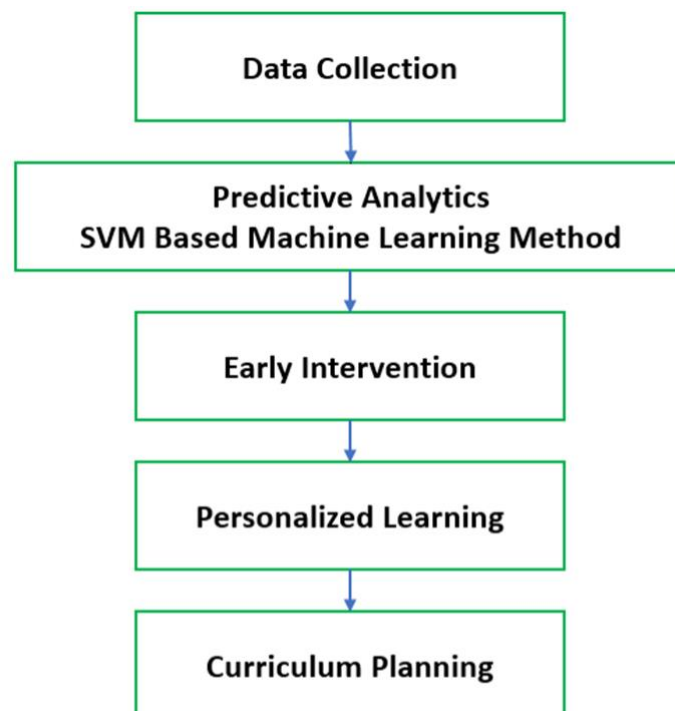 Data Collection
Predictive Analytics
SVM Based Machine Learning Method
Early Intervention
Personalized Learning
Curriculum Planning